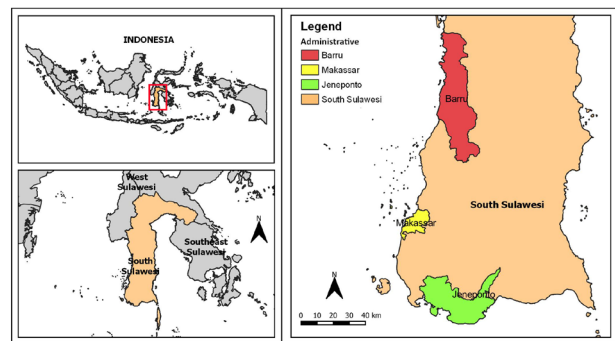 INDONESIA
West
Sulawesi
South
Sulawesi
Southeast
Sulawesi
N
Legend
Administrative
Barru
Makassar
Jeneponto
South Sulawesi
Barru
South Sulawesi
Makassar
N
Jeneponto
0 10 20 30 40 km